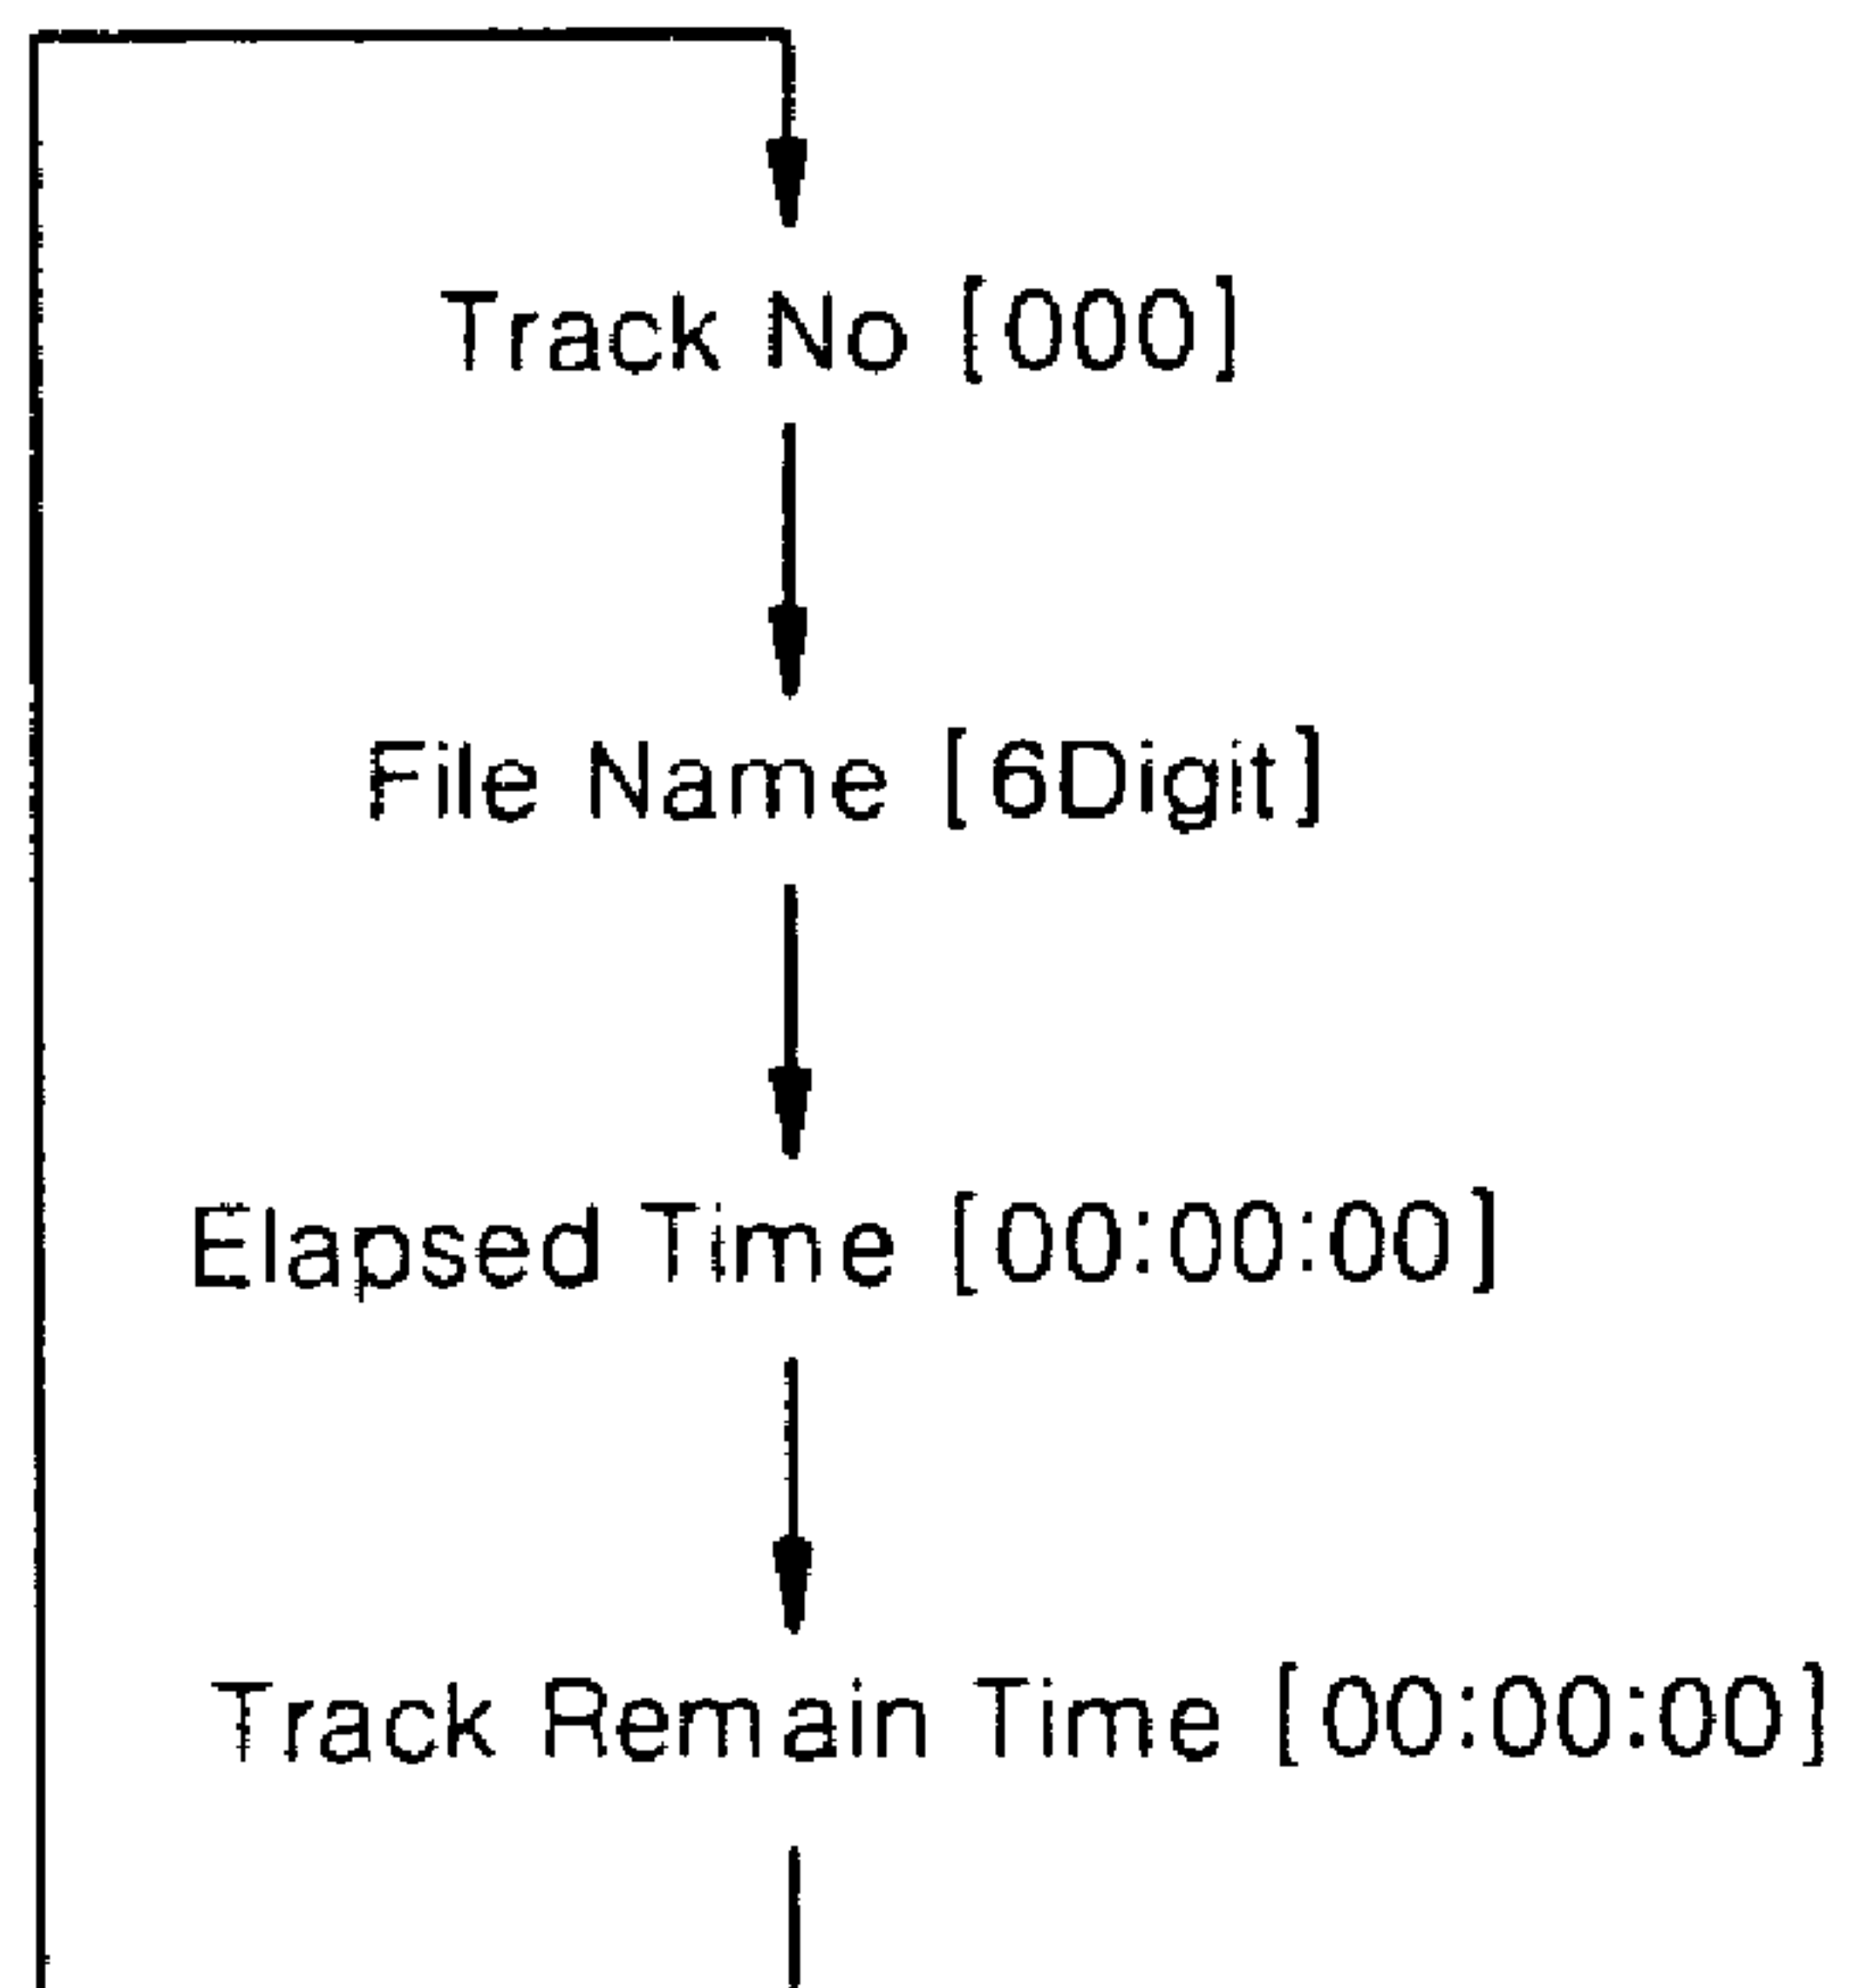 Track No [000]
File Name [6Digit]
Elapsed Time [00:00:00]
Track Remain Time [00:00:00]